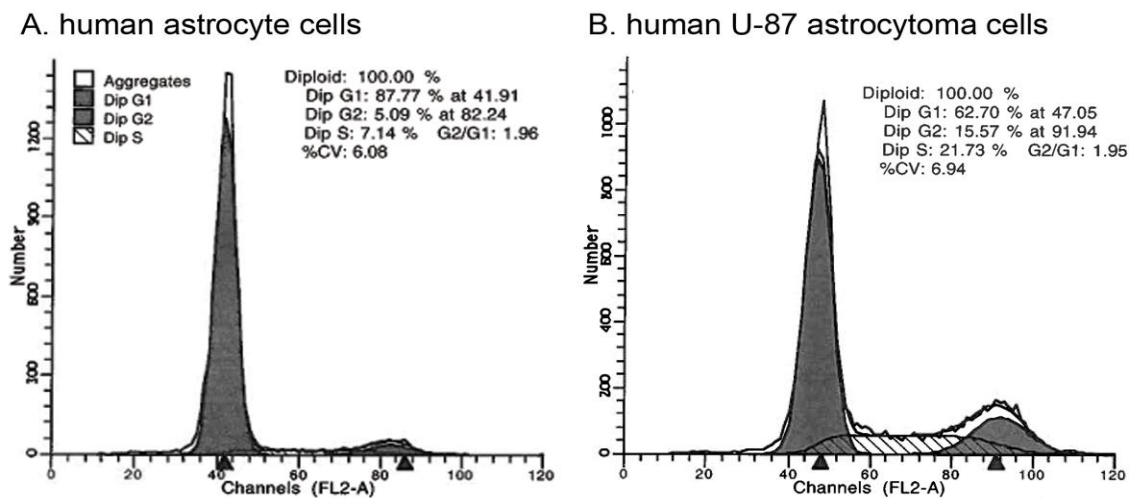 A. human astrocyte cells
Aggregates
Dip G1
Dip G2
Dip S
Diploid: 100.00 %
Dip G1: 87.77 % at 41.91
Dip G2: 5.09 % at 82.24
Dip S: 7.14 % G2/G1: 1.96
%CV: 6.08
Number
1200
900
600
300
0
0
20
40
60
80
100
120
Channels (FL2-A)
B. human U-87 astrocytoma cells
Diploid: 100.00 %
Dip G1: 62.70 % at 47.05
Dip G2: 15.57 % at 91.94
Dip S: 21.73 % G2/G1: 1.95
%CV: 6.94
Number
1000
800
600
400
200
0
0
20
40
60
80
100
120
Channels (FL2-A)